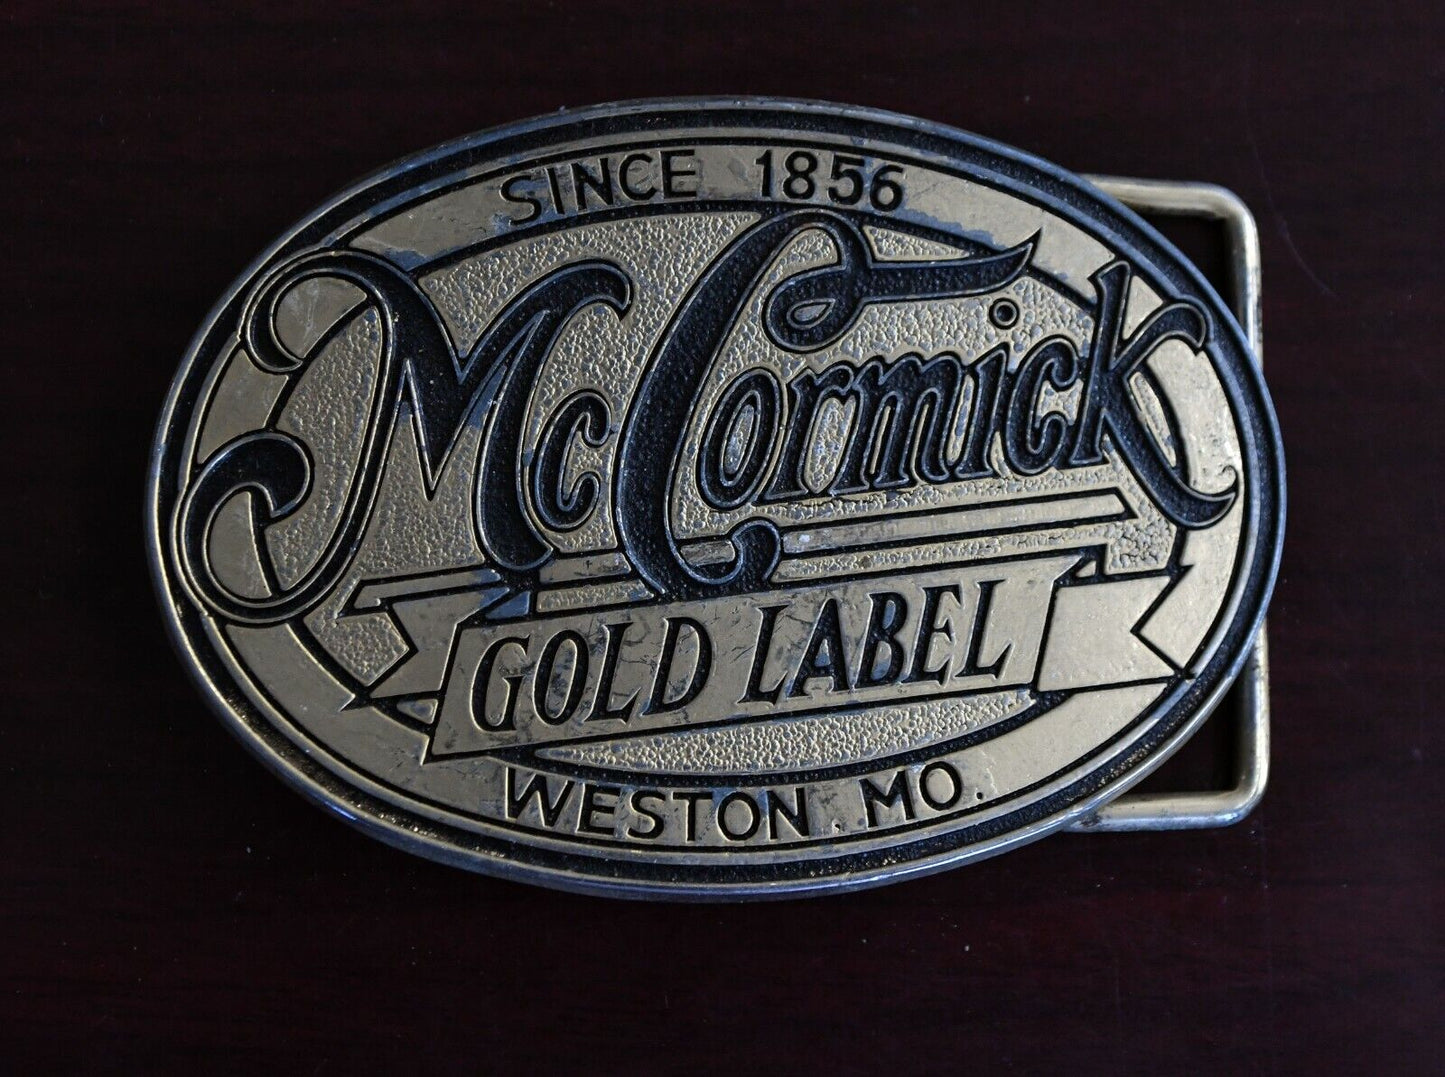 SINCE 1856
McCormick
GOLD LABEL
WESTON, MO.